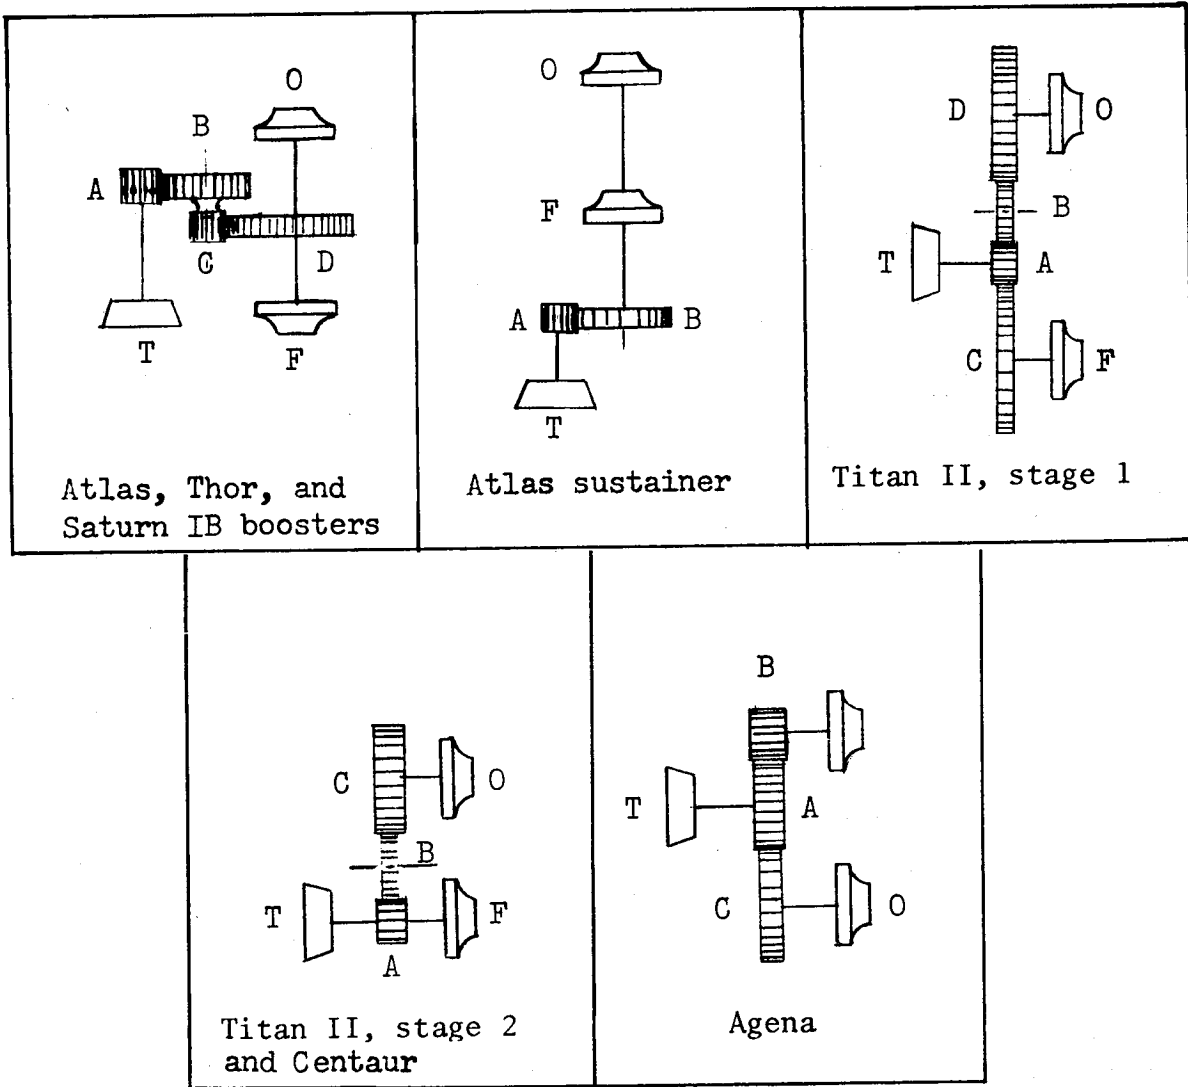 O
B
A
C
D
T
F
Atlas, Thor, and
Saturn IB boosters
O
F
A
B
T
Atlas sustainer
D
O
B
T
A
C
F
Titan II, stage 1
C
O
B
T
F
A
Titan II, stage 2
and Centaur
B
T
A
C
O
Agena